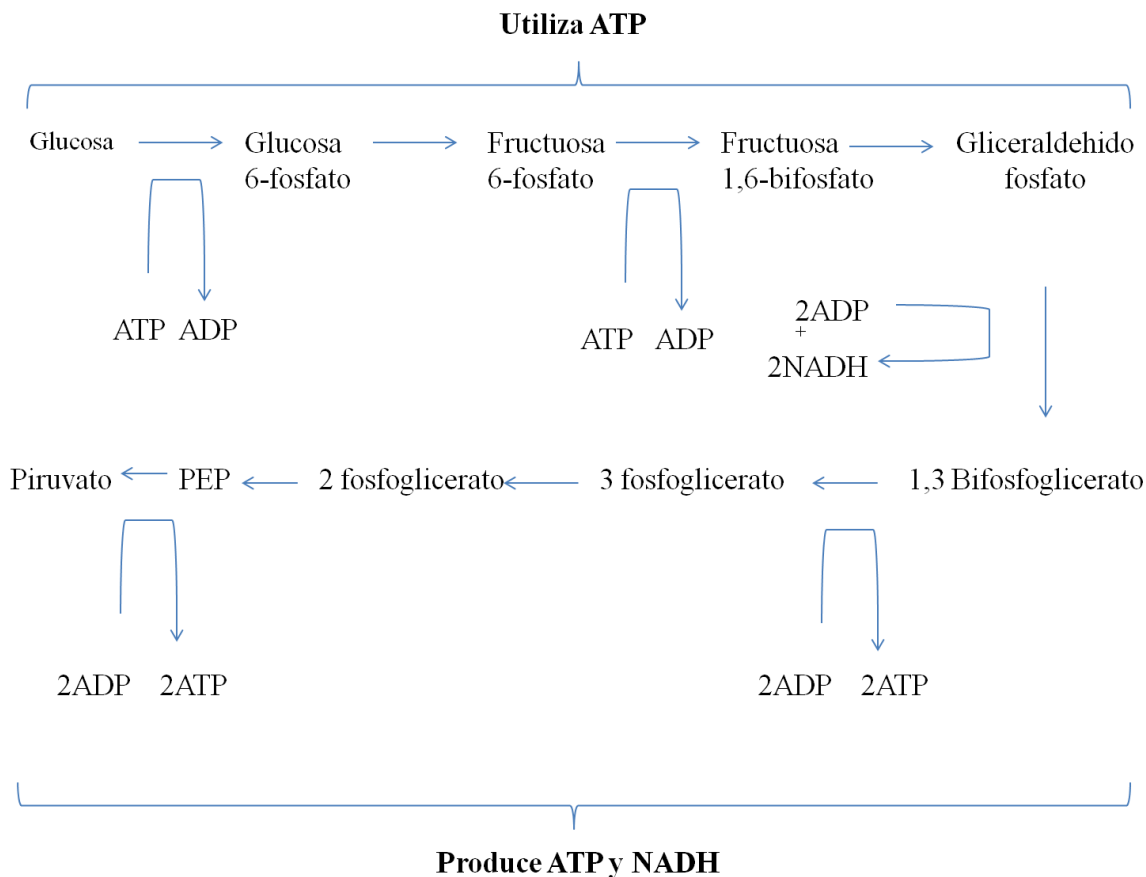 Utiliza ATP
Glucosa
Glucosa
6-fosfato
Fructuosa
6-fosfato
Fructuosa
1,6-bifosfato
Gliceraldehido
fosfato
ATP ADP
ATP ADP
2ADP
+
2NADH
Piruvato
PEP
2 fosfoglicerato
3 fosfoglicerato
1,3 Bifosfoglicerato
2ADP 2ATP
2ADP 2ATP
Produce ATP y NADH